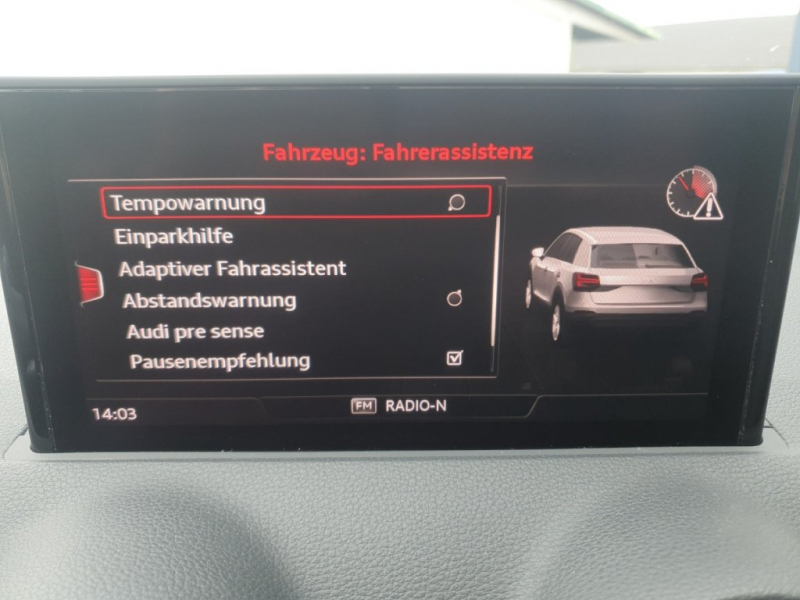 Fahrzeug: Fahrerassistenz
Tempowarnung
Einparkhilfe
Adaptiver Fahrassistent
Abstandswarnung
Audi pre sense
Pausenempfehlung
14:03 FM RADIO-N